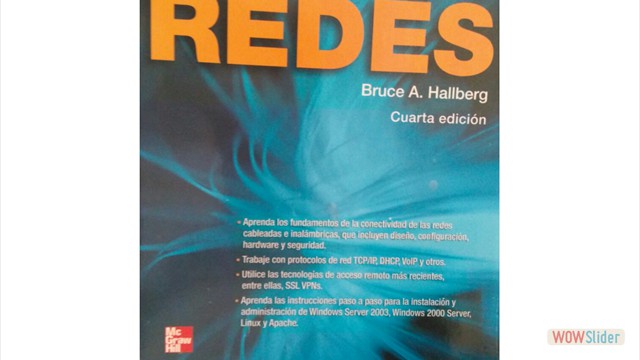 REDES
Bruce A. Hallberg
Cuarta edición
- Aprenda los fundamentos de la conectividad de las redes
cableadas e inalámbricas, que incluyen diseño, configuración,
hardware y seguridad.
- Trabaje con protocolos de red TCP/IP, DHCP, VoIP y otros.
- Utilice las tecnologías de acceso remoto más recientes,
entre ellas, SSL VPNs.
- Aprenda las instrucciones paso a paso para la instalación y
administración de Windows Server 2003, Windows 2000 Server,
Linux y Apache.
Mc
Graw
Hill
WOWSlider